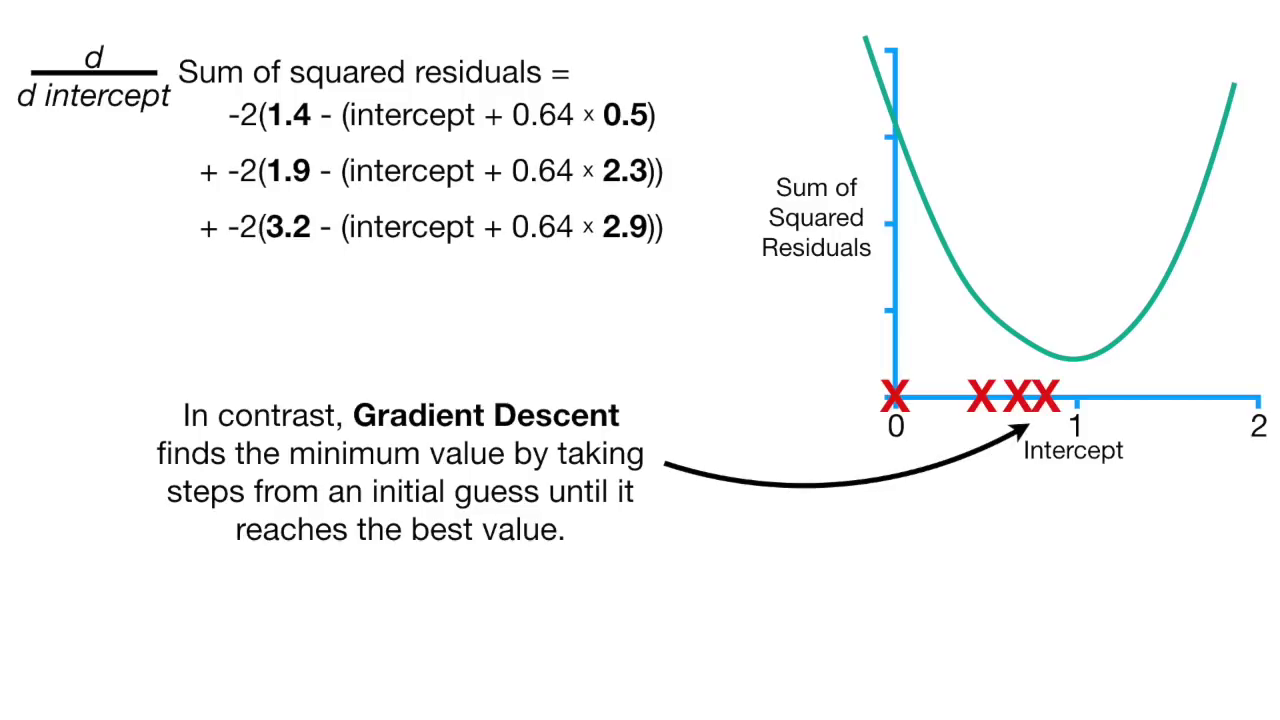 d
d intercept
Sum of squared residuals =
-2(1.4 - (intercept + 0.64 x 0.5)
+ -2(1.9 - (intercept + 0.64 x 2.3))
+ -2(3.2 - (intercept + 0.64 x 2.9))
Sum of
Squared
Residuals
X X X X
0 1 2
Intercept
In contrast, Gradient Descent
finds the minimum value by taking
steps from an initial guess until it
reaches the best value.